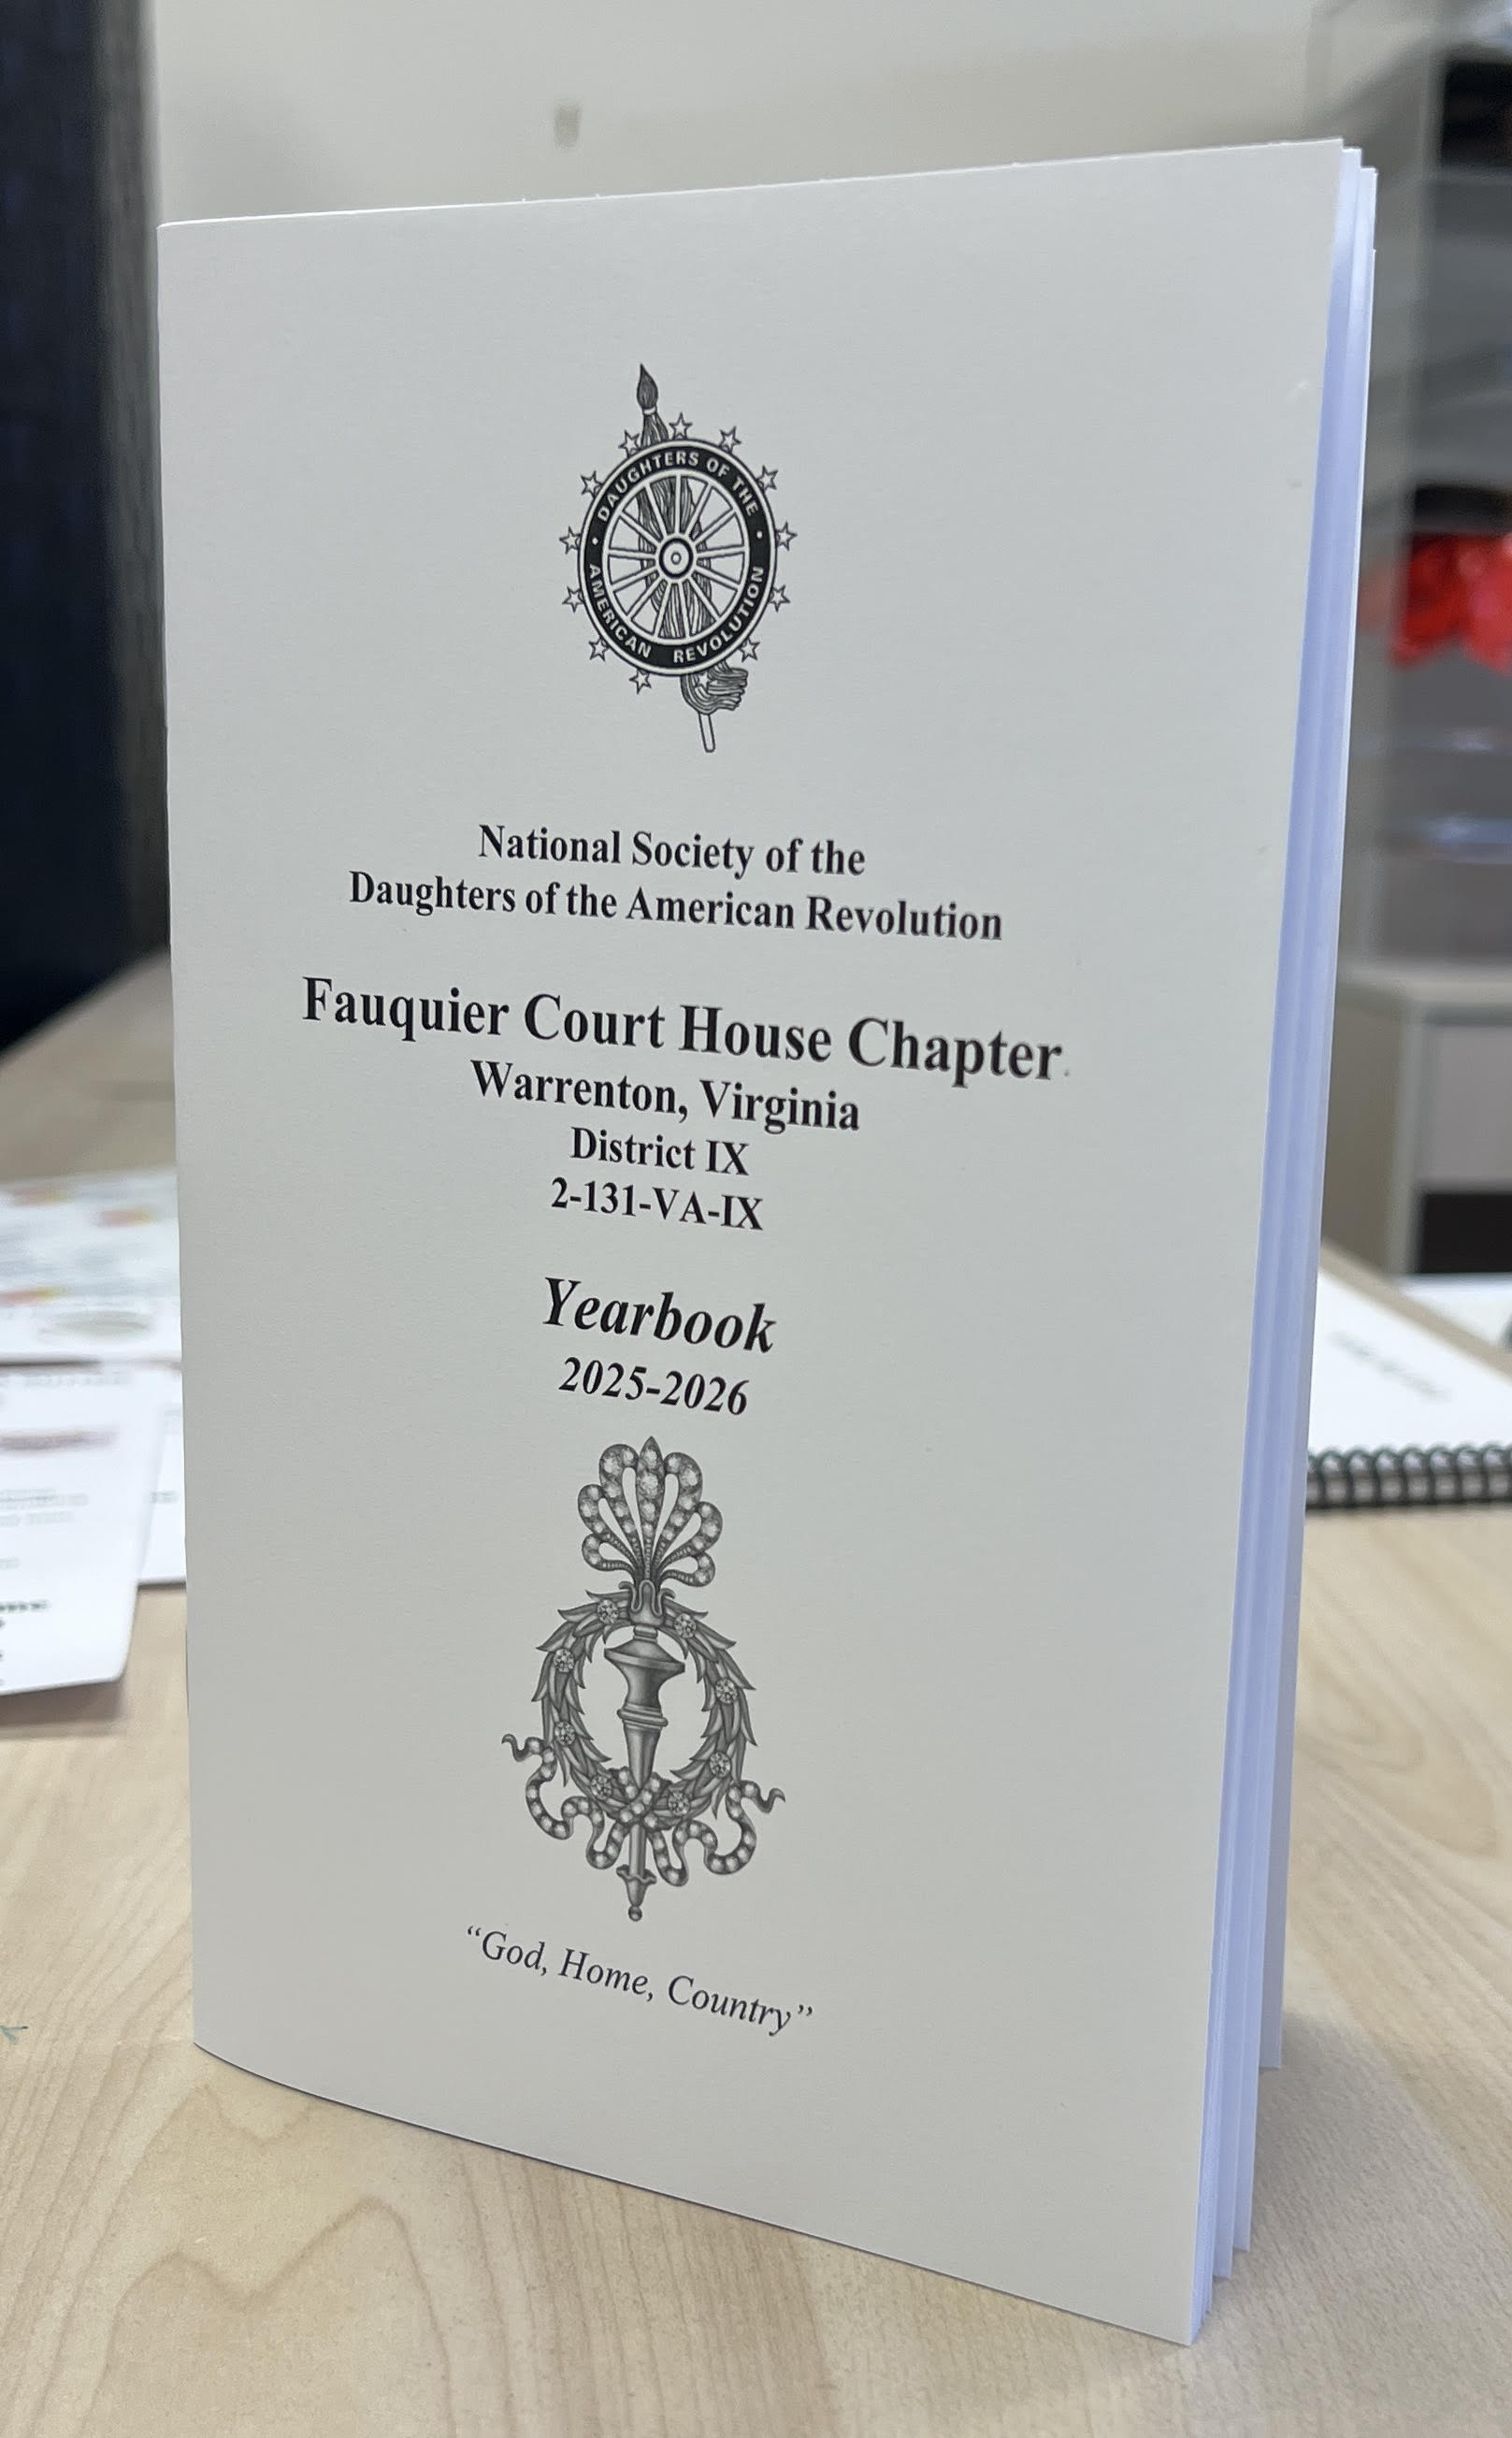 DAUGHTERS OF THE
AMERICAN REVOLUTION
National Society of the
Daughters of the American Revolution
Fauquier Court House Chapter
Warrenton, Virginia
District IX
2-131-VA-IX
Yearbook
2025-2026
“God, Home, Country”